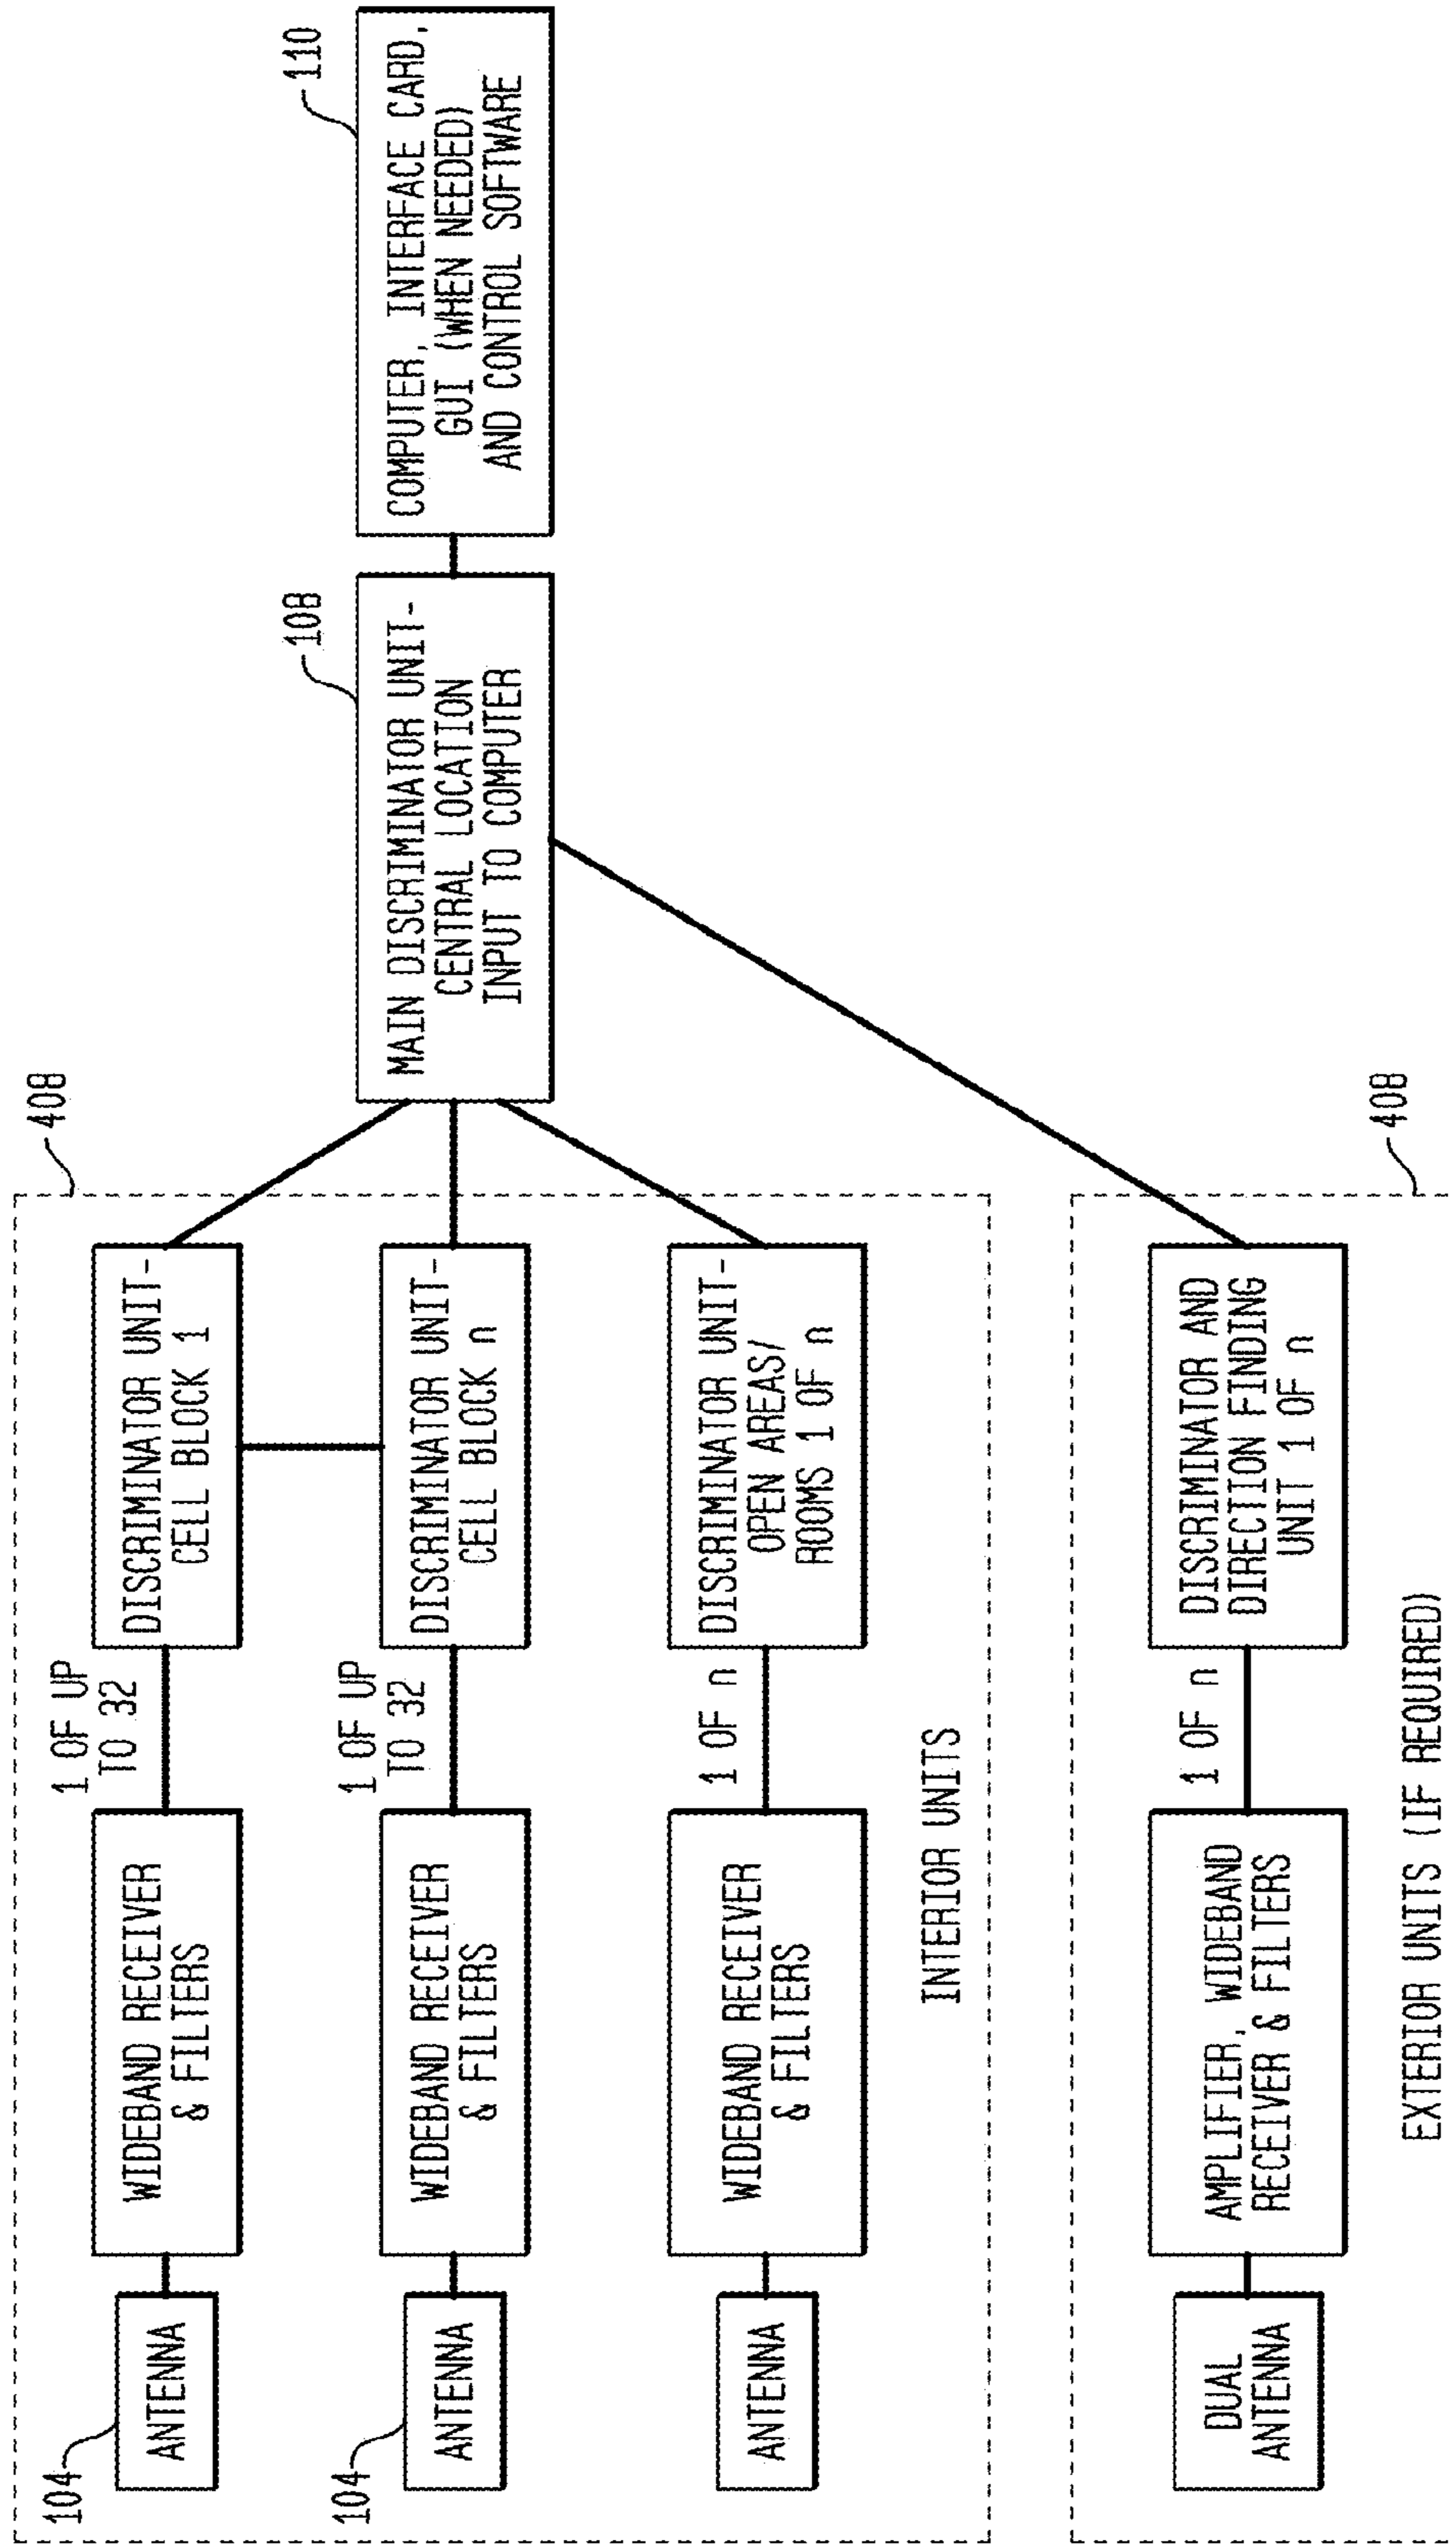 104
ANTENNA
WIDEBAND RECEIVER
& FILTERS
1 OF UP
TO 32
DISCRIMINATOR UNIT-
CELL BLOCK 1
408
104
ANTENNA
WIDEBAND RECEIVER
& FILTERS
1 OF UP
TO 32
DISCRIMINATOR UNIT-
CELL BLOCK n
MAIN DISCRIMINATOR UNIT-
CENTRAL LOCATION
INPUT TO COMPUTER
108
COMPUTER, INTERFACE CARD,
GUI (WHEN NEEDED)
AND CONTROL SOFTWARE
110
ANTENNA
WIDEBAND RECEIVER
& FILTERS
1 OF n
DISCRIMINATOR UNIT-
OPEN AREAS/
ROOMS 1 OF n
INTERIOR UNITS
DUAL
ANTENNA
AMPLIFIER, WIDEBAND
RECEIVER & FILTERS
1 OF n
DISCRIMINATOR AND
DIRECTION FINDING
UNIT 1 OF n
408
EXTERIOR UNITS (IF REQUIRED)